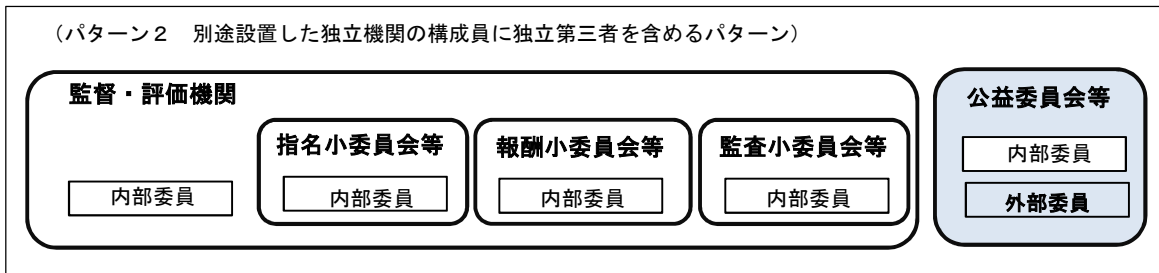 （パターン２　別途設置した独立機関の構成員に独立第三者を含めるパターン）
監督・評価機関
内部委員
指名小委員会等
内部委員
報酬小委員会等
内部委員
監査小委員会等
内部委員
公益委員会等
内部委員
外部委員